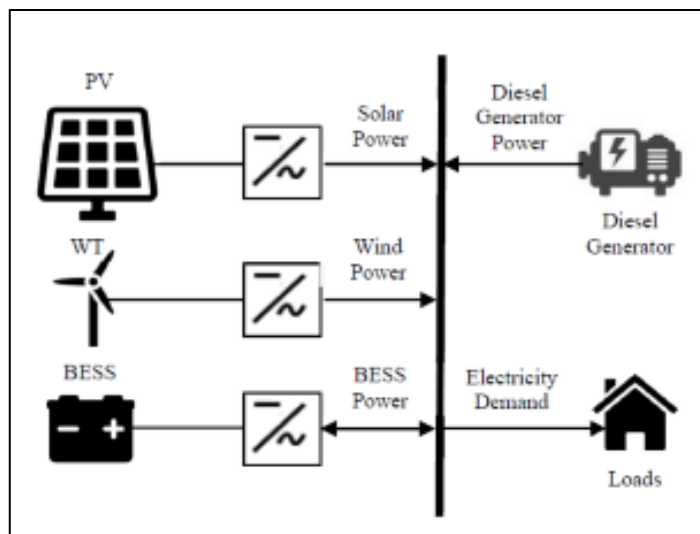 PV
Solar
Power
Diesel
Generator
Power
Diesel
Generator
WT
Wind
Power
BESS
BESS
Power
Electricity
Demand
Loads